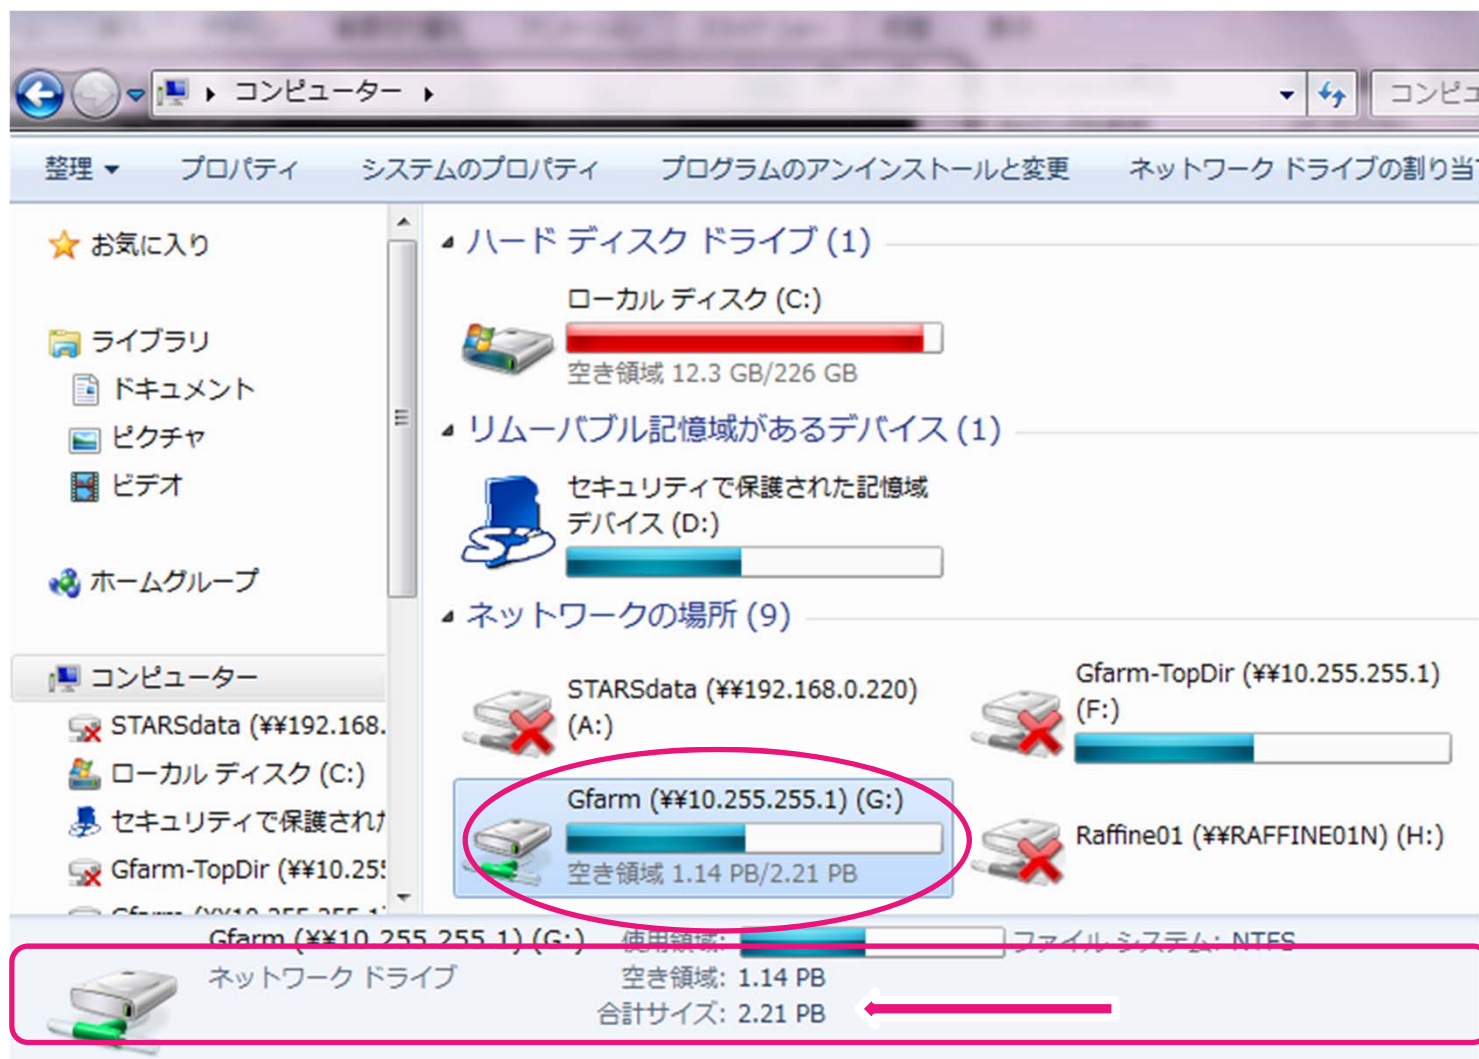 コンピューター
コンピュ
整理
プロパティ
システムのプロパティ
プログラムのアンインストールと変更
ネットワーク ドライブの割り当
お気に入り
ライブラリ
ドキュメント
ピクチャ
ビデオ
ホームグループ
コンピューター
STARSdata (¥¥192.168.
ローカル ディスク (C:)
セキュリティで保護された
Gfarm-TopDir (¥¥10.255
Gfarm (¥¥10.255.255.1)
ハード ディスク ドライブ (1)
ローカル ディスク (C:)
空き領域 12.3 GB/226 GB
リムーバブル記憶域があるデバイス (1)
セキュリティで保護された記憶域
デバイス (D:)
SD
ネットワークの場所 (9)
STARSdata (¥¥192.168.0.220)
(A:)
Gfarm-TopDir (¥¥10.255.255.1)
(F:)
Gfarm (¥¥10.255.255.1) (G:)
空き領域 1.14 PB/2.21 PB
Raffine01 (¥¥RAFFINE01N) (H:)
Gfarm (¥¥10.255.255.1) (G:)
ネットワーク ドライブ
使用領域:
空き領域: 1.14 PB
合計サイズ: 2.21 PB
ファイル システム: NTFS